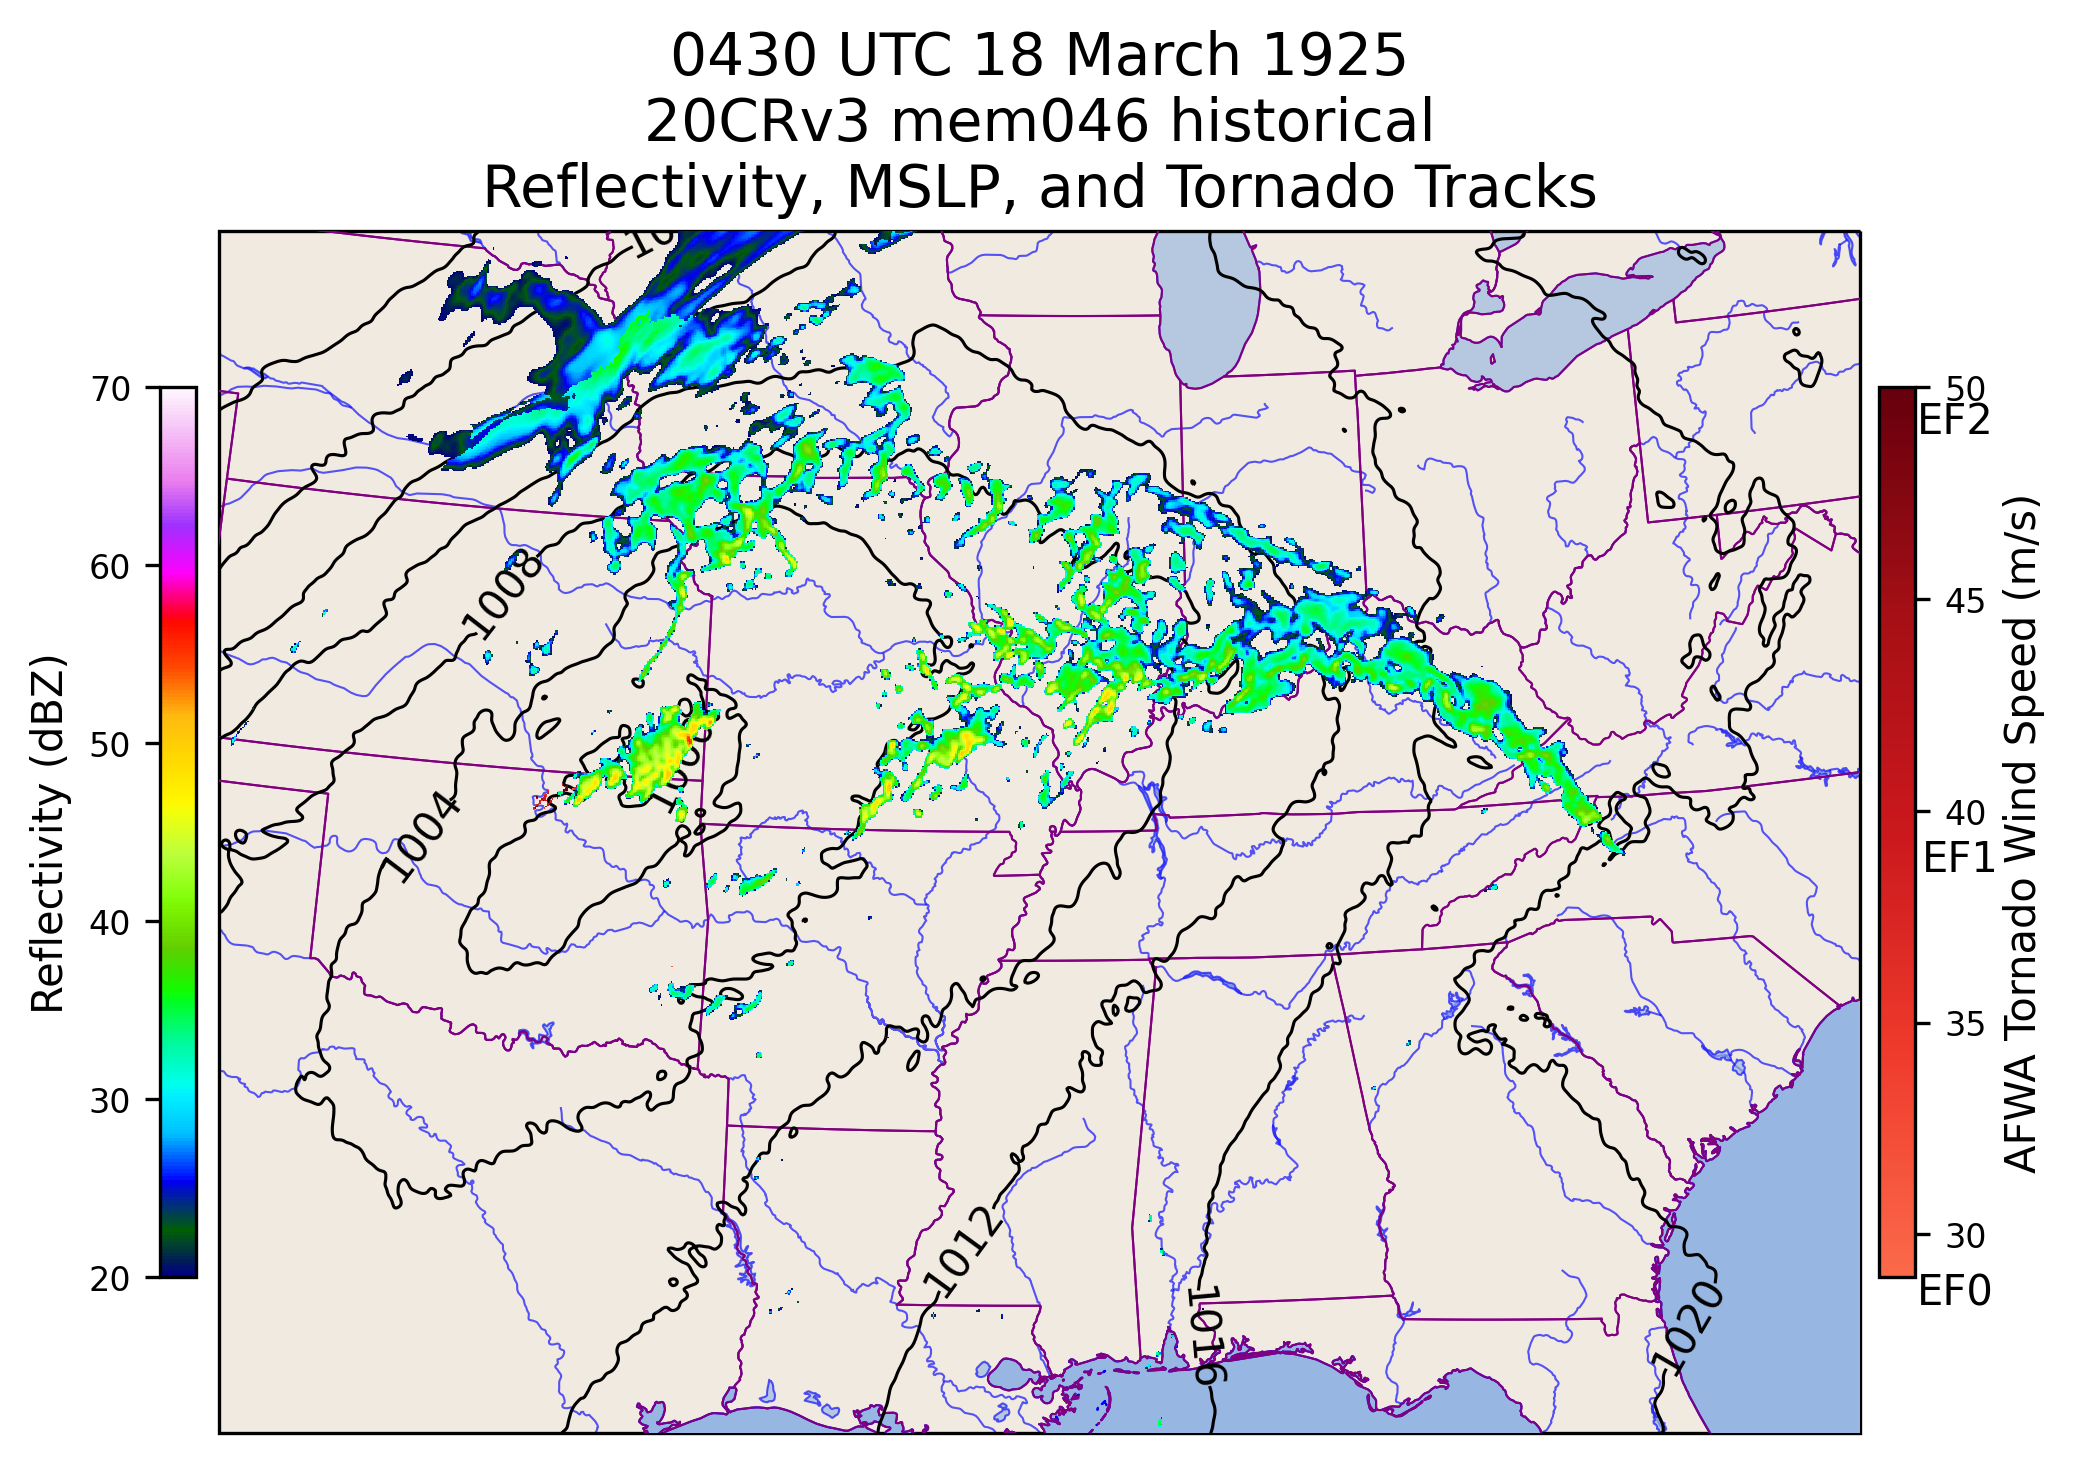 0430 UTC 18 March 1925
20CRv3 mem046 historical
Reflectivity, MSLP, and Tornado Tracks
Reflectivity (dBZ)
70
60
50
40
30
20
1008
1004
1008
1012
1016
1020
50
EF2
45
40
EF1
35
30
EF0
AFWA Tornado Wind Speed (m/s)